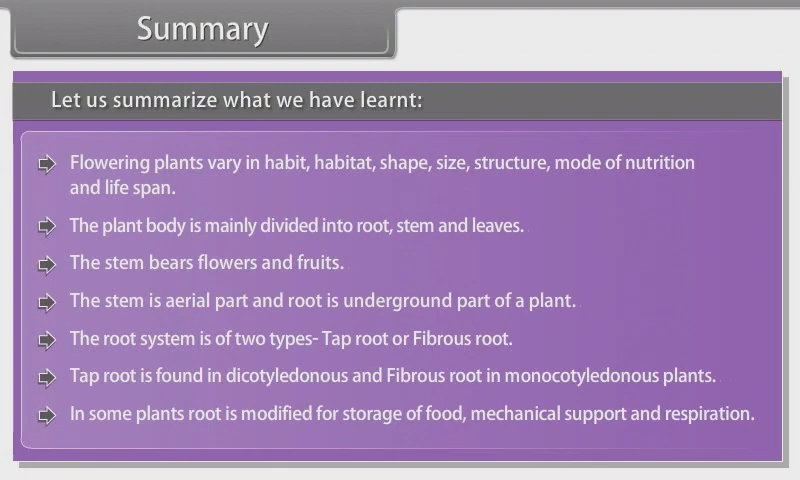 Summary
Let us summarize what we have learnt:
Flowering plants vary in habit, habitat, shape, size, structure, mode of nutrition
and life span.
The plant body is mainly divided into root, stem and leaves.
The stem bears flowers and fruits.
The stem is aerial part and root is underground part of a plant.
The root system is of two types- Tap root or Fibrous root.
Tap root is found in dicotyledonous and Fibrous root in monocotyledonous plants.
In some plants root is modified for storage of food, mechanical support and respiration.